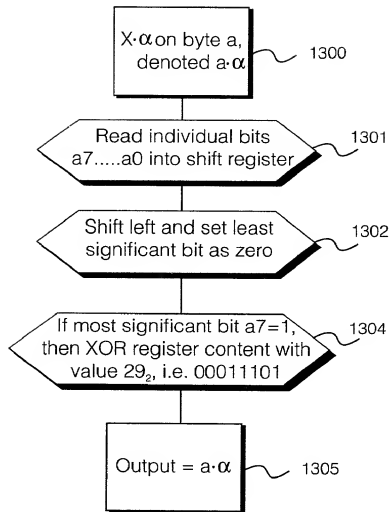 X·α on byte a,
denoted a·α
1300
Read individual bits
a7.....a0 into shift register
1301
Shift left and set least
significant bit as zero
1302
If most significant bit a7=1,
then XOR register content with
value 29₂, i.e. 00011101
1304
Output = a·α
1305